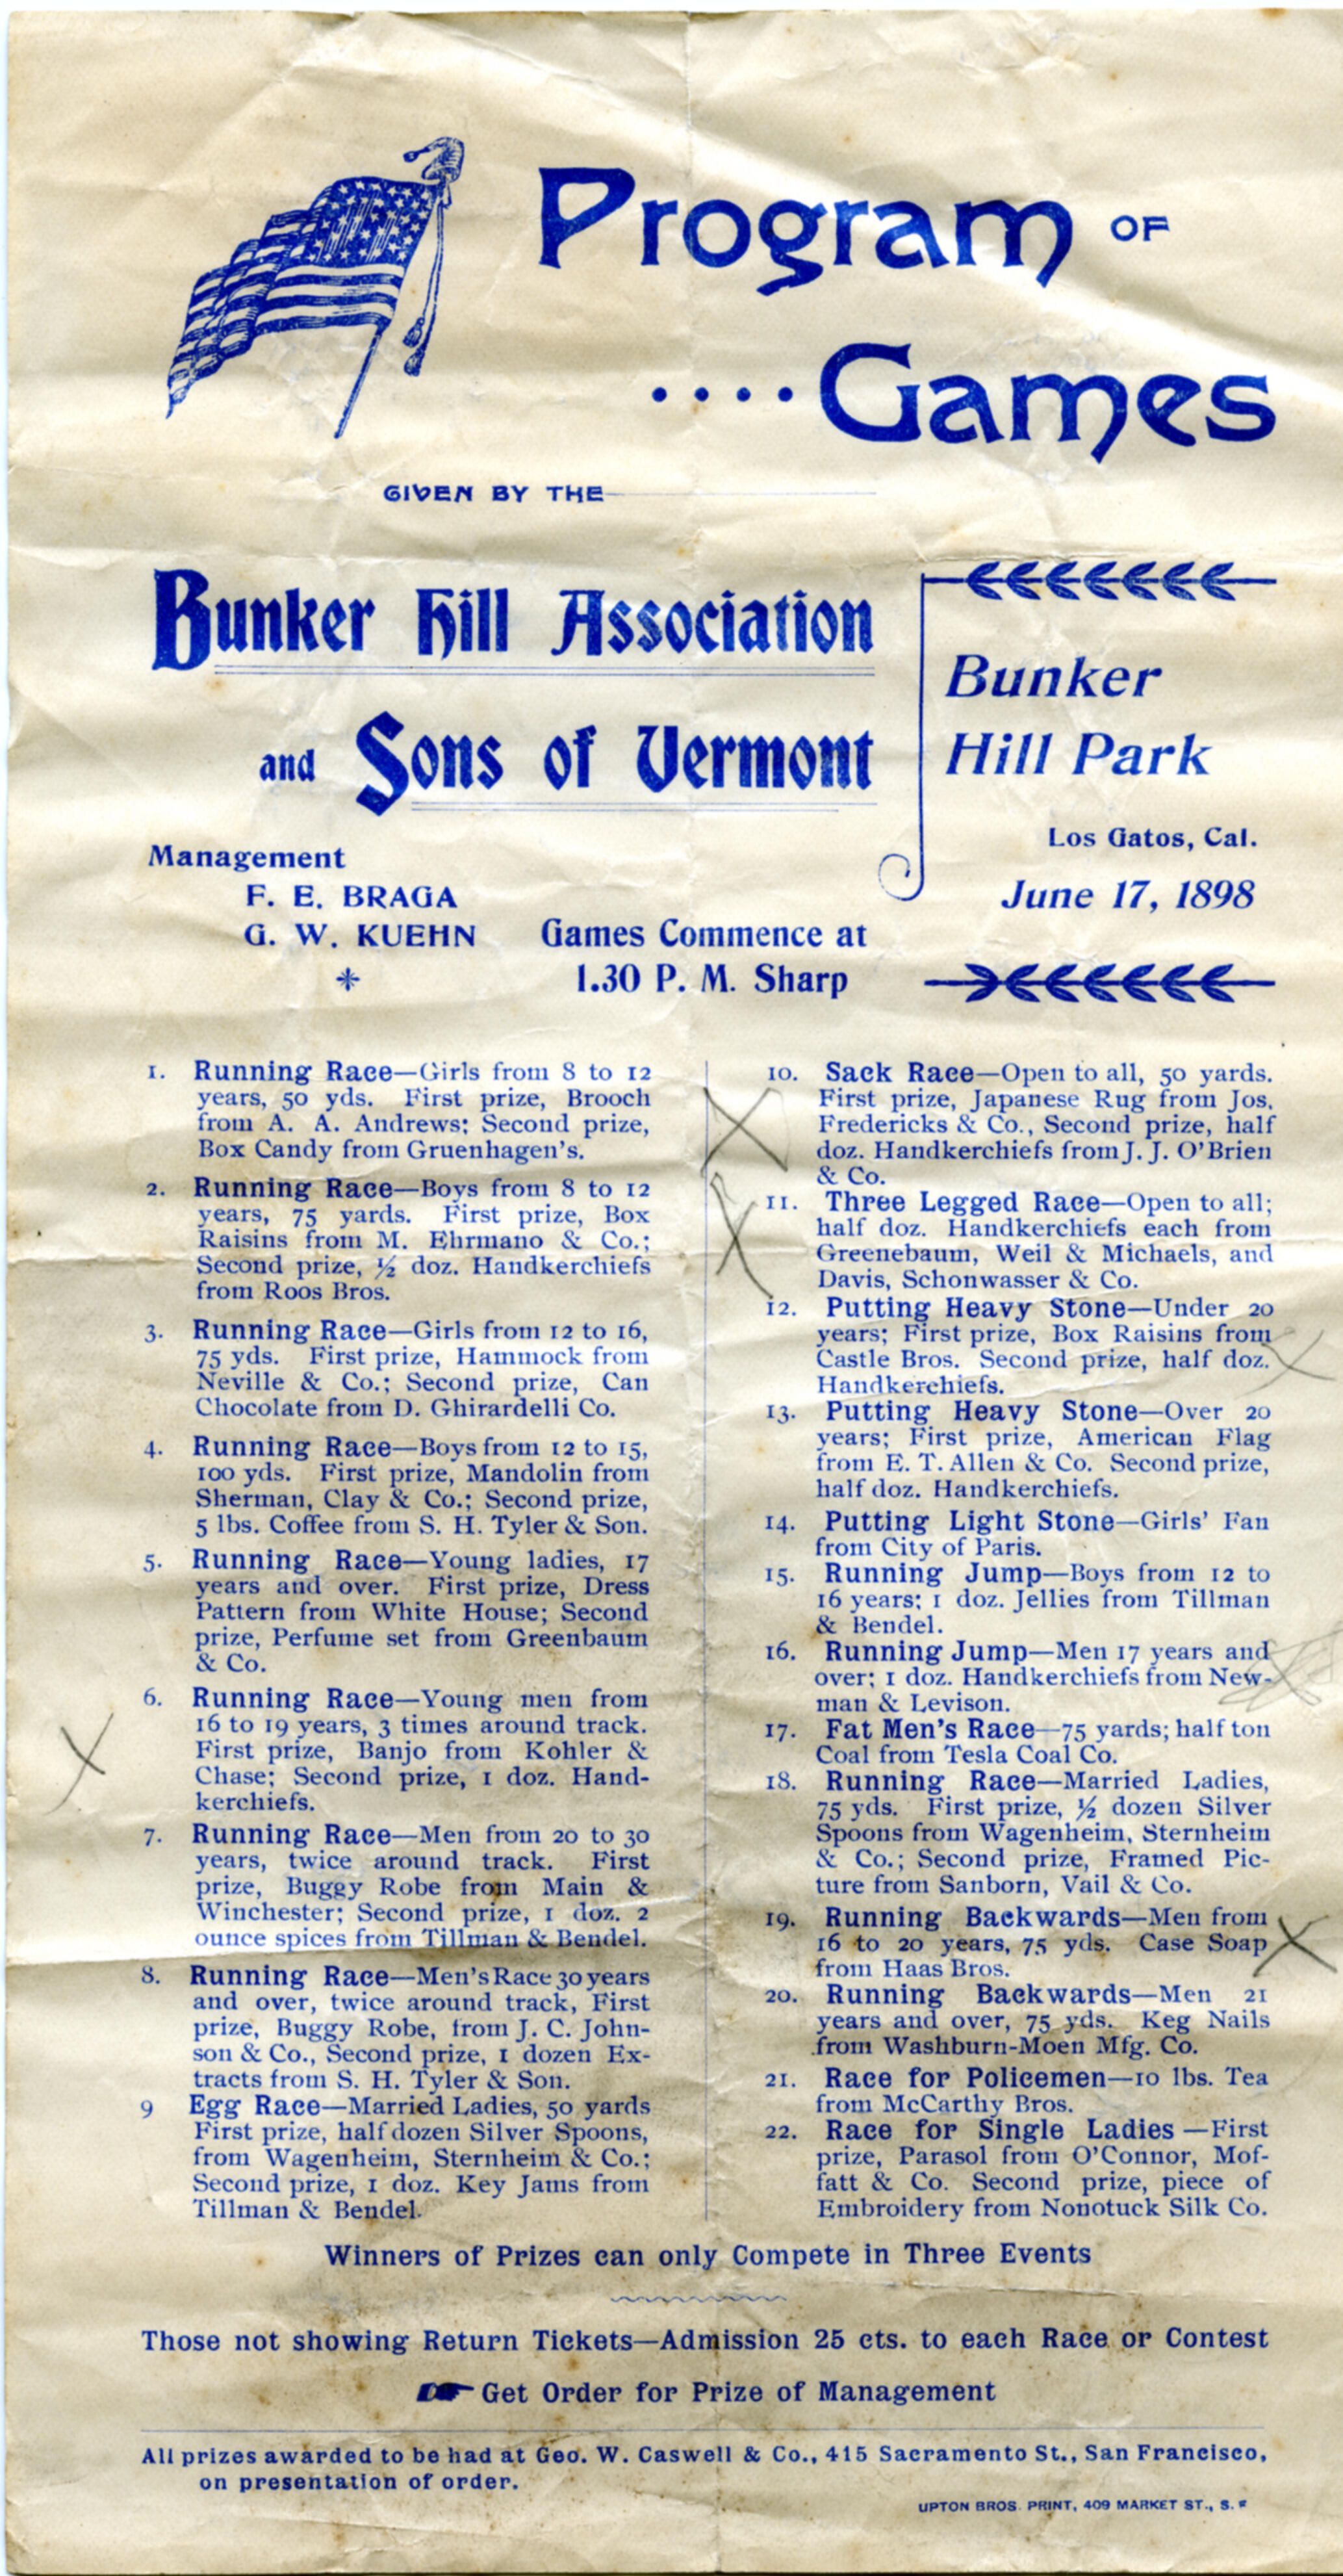 Program OF
....Games
GIVEN BY THE
Bunker Hill Association
and Sons of Vermont
Bunker
Hill Park
Los Gatos, Cal.
June 17, 1898
Management
F. E. BRAGA
G. W. KUEHN
*
Games Commence at
1.30 P. M. Sharp
1. Running Race—Girls from 8 to 12
years, 50 yds. First prize, Brooch
from A. A. Andrews; Second prize,
Box Candy from Gruenhagen's.
2. Running Race—Boys from 8 to 12
years, 75 yards. First prize, Box
Raisins from M. Ehrmano & Co.;
Second prize, ½ doz. Handkerchiefs
from Roos Bros.
3. Running Race—Girls from 12 to 16,
75 yds. First prize, Hammock from
Neville & Co.; Second prize, Can
Chocolate from D. Ghirardelli Co.
4. Running Race—Boys from 12 to 15,
100 yds. First prize, Mandolin from
Sherman, Clay & Co.; Second prize,
5 lbs. Coffee from S. H. Tyler & Son.
5. Running Race—Young ladies, 17
years and over. First prize, Dress
Pattern from White House; Second
prize, Perfume set from Greenbaum
& Co.
6. Running Race—Young men from
16 to 19 years, 3 times around track.
First prize, Banjo from Kohler &
Chase; Second prize, 1 doz. Hand-
kerchiefs.
7. Running Race—Men from 20 to 30
years, twice around track. First
prize, Buggy Robe from Main &
Winchester; Second prize, 1 doz. 2
ounce spices from Tillman & Bendel.
8. Running Race—Men's Race 30 years
and over, twice around track, First
prize, Buggy Robe, from J. C. John-
son & Co., Second prize, 1 dozen Ex-
tracts from S. H. Tyler & Son.
9 Egg Race—Married Ladies, 50 yards
First prize, half dozen Silver Spoons,
from Wagenheim, Sternheim & Co.;
Second prize, 1 doz. Key Jams from
Tillman & Bendel.
10. Sack Race—Open to all, 50 yards.
First prize, Japanese Rug from Jos.
Fredericks & Co., Second prize, half
doz. Handkerchiefs from J. J. O'Brien
& Co.
11. Three Legged Race—Open to all;
half doz. Handkerchiefs each from
Greenebaum, Weil & Michaels, and
Davis, Schonwasser & Co.
12. Putting Heavy Stone—Under 20
years; First prize, Box Raisins from
Castle Bros. Second prize, half doz.
Handkerchiefs.
13. Putting Heavy Stone—Over 20
years; First prize, American Flag
from E. T. Allen & Co. Second prize,
half doz. Handkerchiefs.
14. Putting Light Stone—Girls' Fan
from City of Paris.
15. Running Jump—Boys from 12 to
16 years; 1 doz. Jellies from Tillman
& Bendel.
16. Running Jump—Men 17 years and
over; 1 doz. Handkerchiefs from New-
man & Levison.
17. Fat Men's Race—75 yards; half ton
Coal from Tesla Coal Co.
18. Running Race—Married Ladies,
75 yds. First prize, ½ dozen Silver
Spoons from Wagenheim, Sternheim
& Co.; Second prize, Framed Pic-
ture from Sanborn, Vail & Co.
19. Running Backwards—Men from
16 to 20 years, 75 yds. Case Soap
from Haas Bros.
20. Running Backwards—Men 21
years and over, 75 yds. Keg Nails
from Washburn-Moen Mfg. Co.
21. Race for Policemen—10 lbs. Tea
from McCarthy Bros.
22. Race for Single Ladies—First
prize, Parasol from O'Connor, Mof-
fatt & Co. Second prize, piece of
Embroidery from Nonotuck Silk Co.
Winners of Prizes can only Compete in Three Events
Those not showing Return Tickets—Admission 25 cts. to each Race or Contest
Get Order for Prize of Management
All prizes awarded to be had at Geo. W. Caswell & Co., 415 Sacramento St., San Francisco,
on presentation of order.
UPTON BROS. PRINT, 409 MARKET ST., S. F